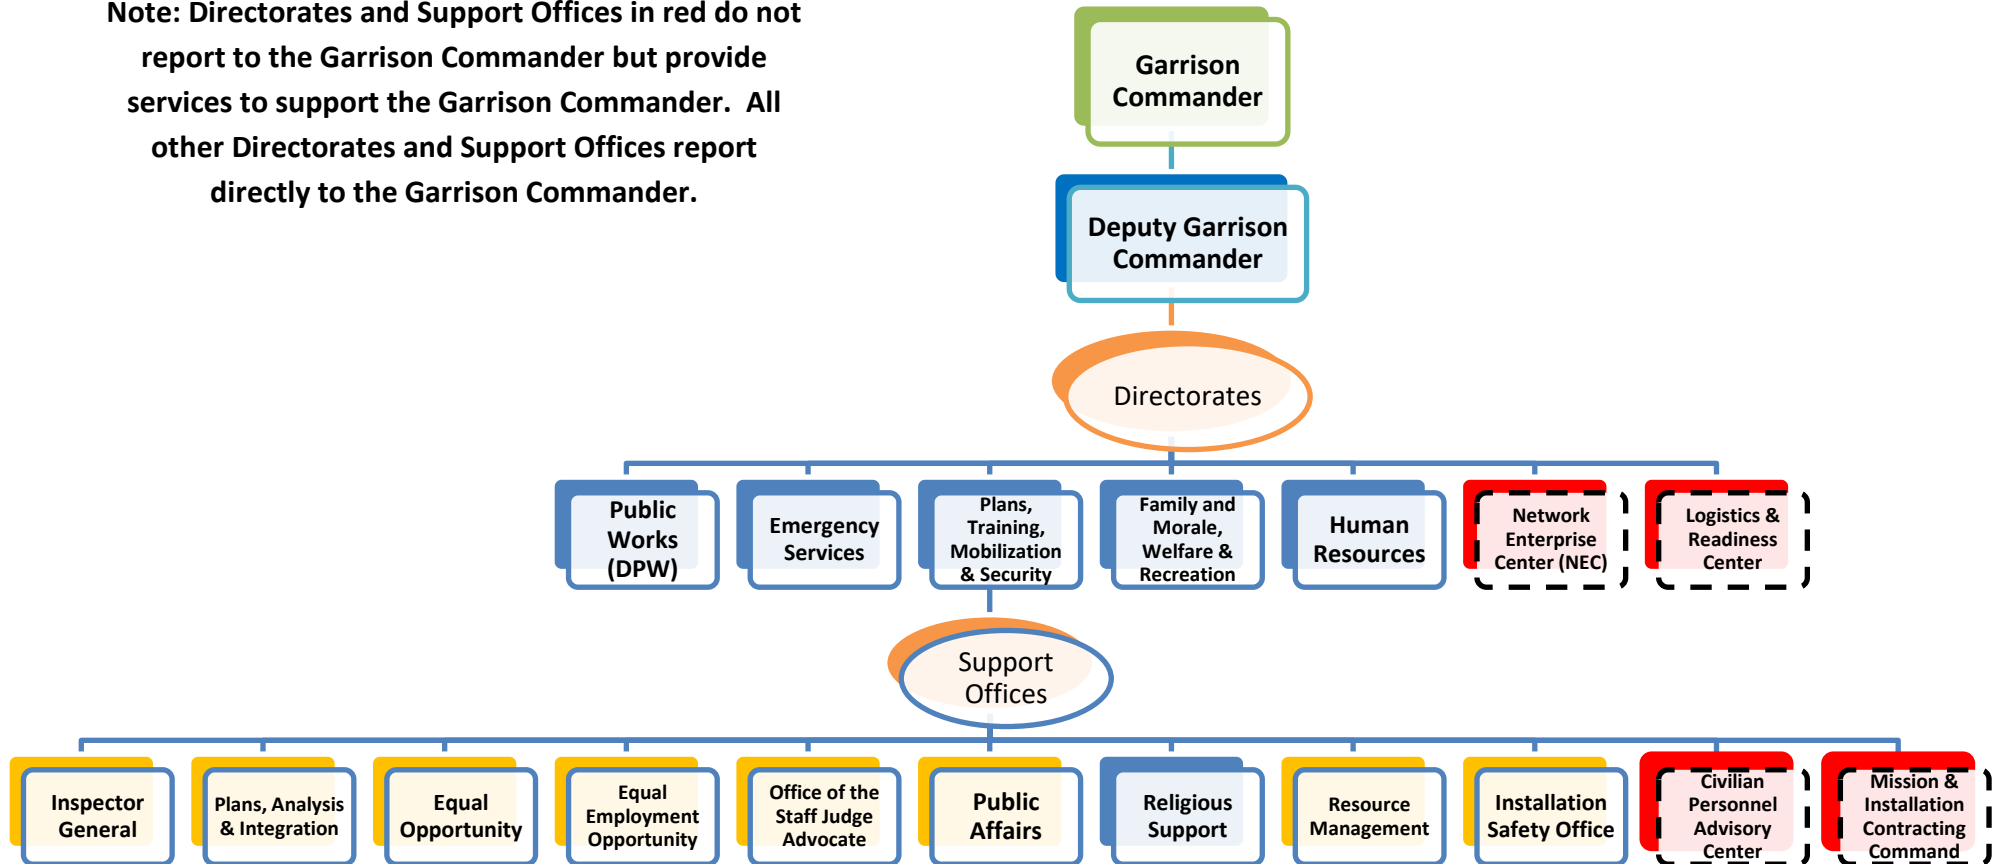 Note: Directorates and Support Offices in red do not
report to the Garrison Commander but provide
services to support the Garrison Commander.  All
other Directorates and Support Offices report
directly to the Garrison Commander.
Garrison
Commander
Deputy Garrison
Commander
Directorates
Public
Works
(DPW)
Emergency
Services
Plans,
Training,
Mobilization
& Security
Family and
Morale,
Welfare &
Recreation
Human
Resources
Network
Enterprise
Center (NEC)
Logistics &
Readiness
Center
Support
Offices
Inspector
General
Plans, Analysis
& Integration
Equal
Opportunity
Equal
Employment
Opportunity
Office of the
Staff Judge
Advocate
Public
Affairs
Religious
Support
Resource
Management
Installation
Safety Office
Civilian
Personnel
Advisory
Center
Mission &
Installation
Contracting
Command